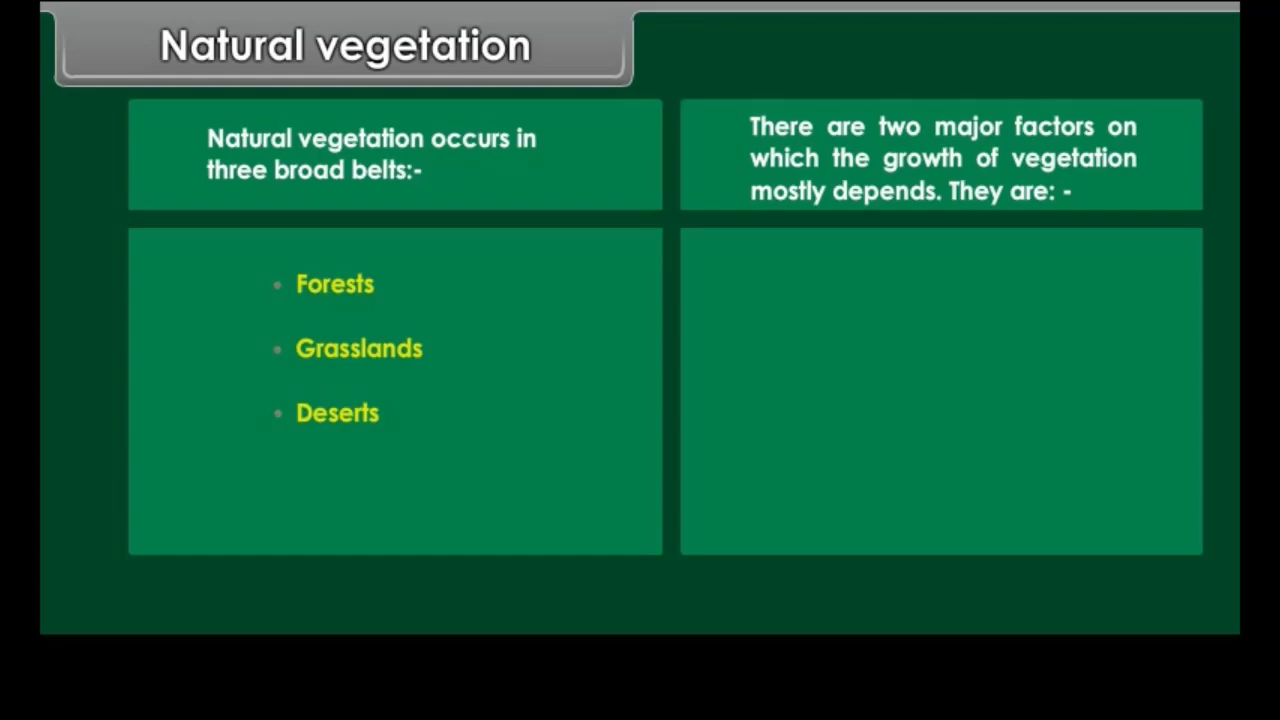 Natural vegetation
Natural vegetation occurs in
three broad belts:-
There are two major factors on
which the growth of vegetation
mostly depends. They are: -
• Forests
• Grasslands
• Deserts